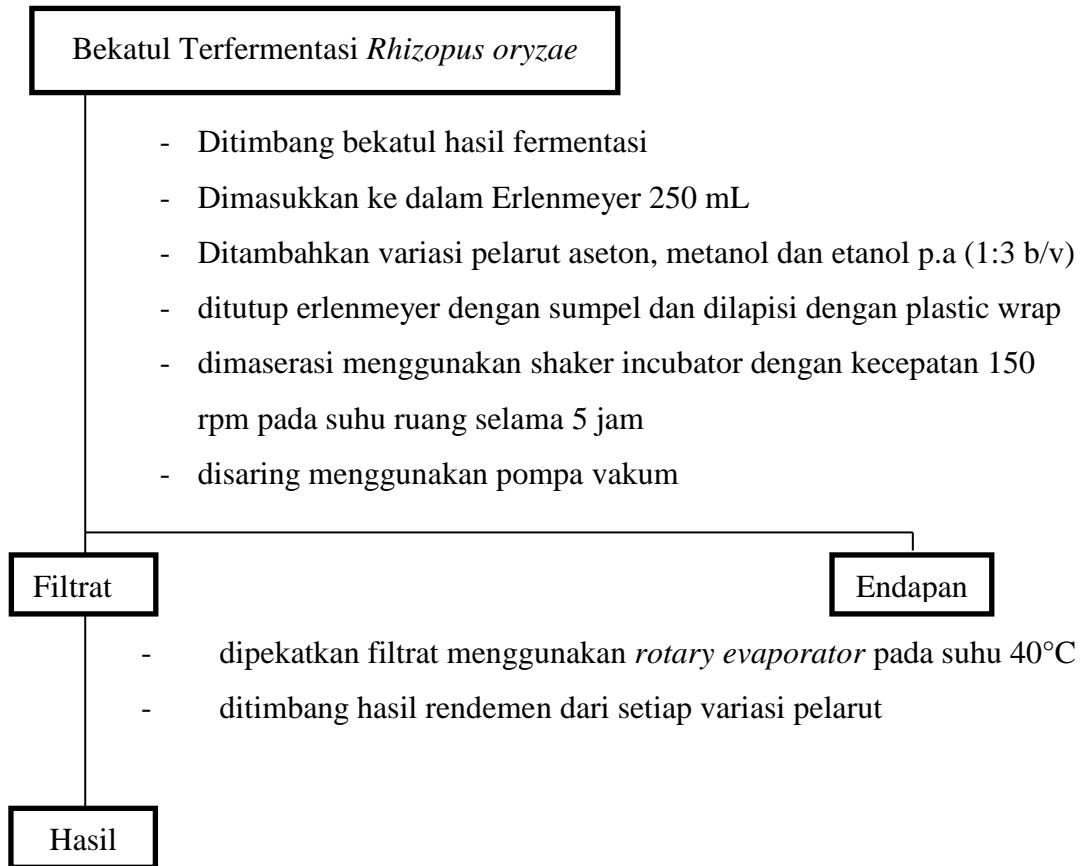 Bekatul Terfermentasi Rhizopus oryzae
- Ditimbang bekatul hasil fermentasi
- Dimasukkan ke dalam Erlenmeyer 250 mL
- Ditambahkan variasi pelarut aseton, metanol dan etanol p.a (1:3 b/v)
- ditutup erlenmeyer dengan sumpel dan dilapisi dengan plastic wrap
- dimaserasi menggunakan shaker incubator dengan kecepatan 150
rpm pada suhu ruang selama 5 jam
- disaring menggunakan pompa vakum
Filtrat
Endapan
- dipekatkan filtrat menggunakan rotary evaporator pada suhu 40°C
- ditimbang hasil rendemen dari setiap variasi pelarut
Hasil